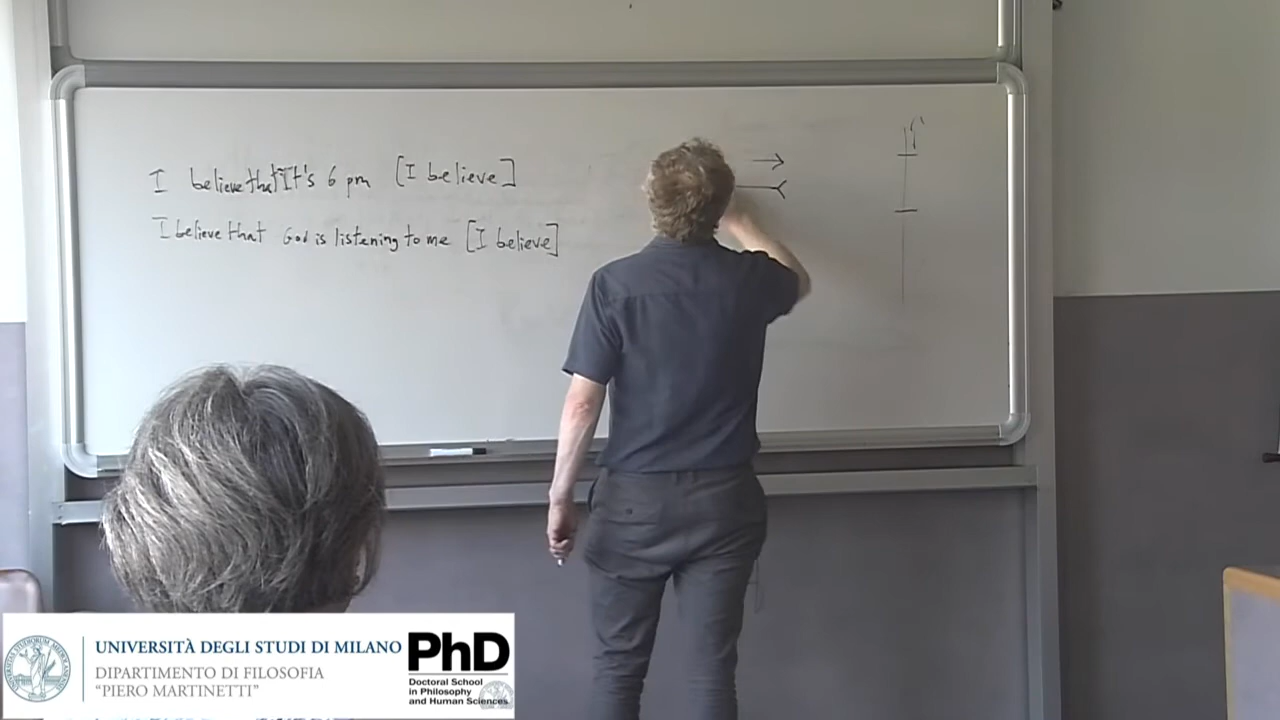 I believe that It's 6 pm [I believe]
I believe that God is listening to me [I believe]
UNIVERSITÀ DEGLI STUDI DI MILANO
DIPARTIMENTO DI FILOSOFIA
“PIERO MARTINETTI”
PhD
Doctoral School
in Philosophy
and Human Sciences